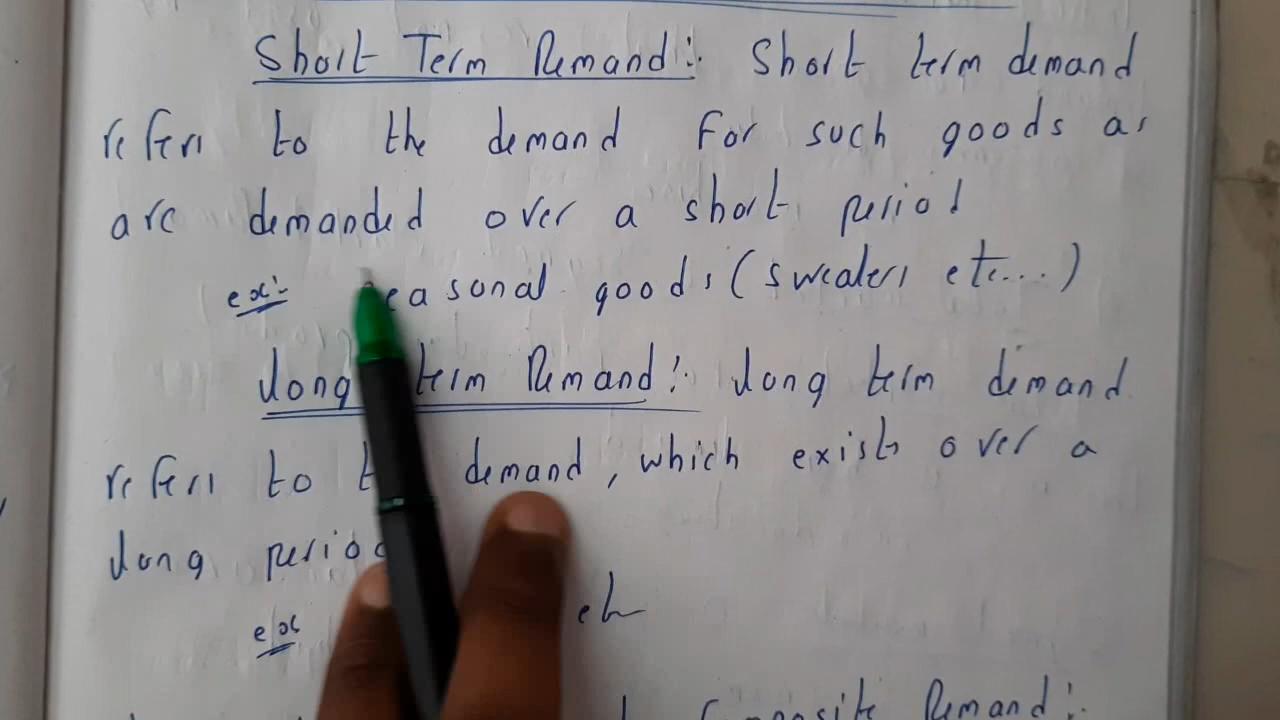 Short Term Demand:- Short term demand
refers to the demand For such goods as
are demanded over a short period
ex:- seasonal goods (sweaters etc...)
Long term Demand:- Long term demand
refers to the demand, which exists over a
long period
ex etc
Composite Demand:-